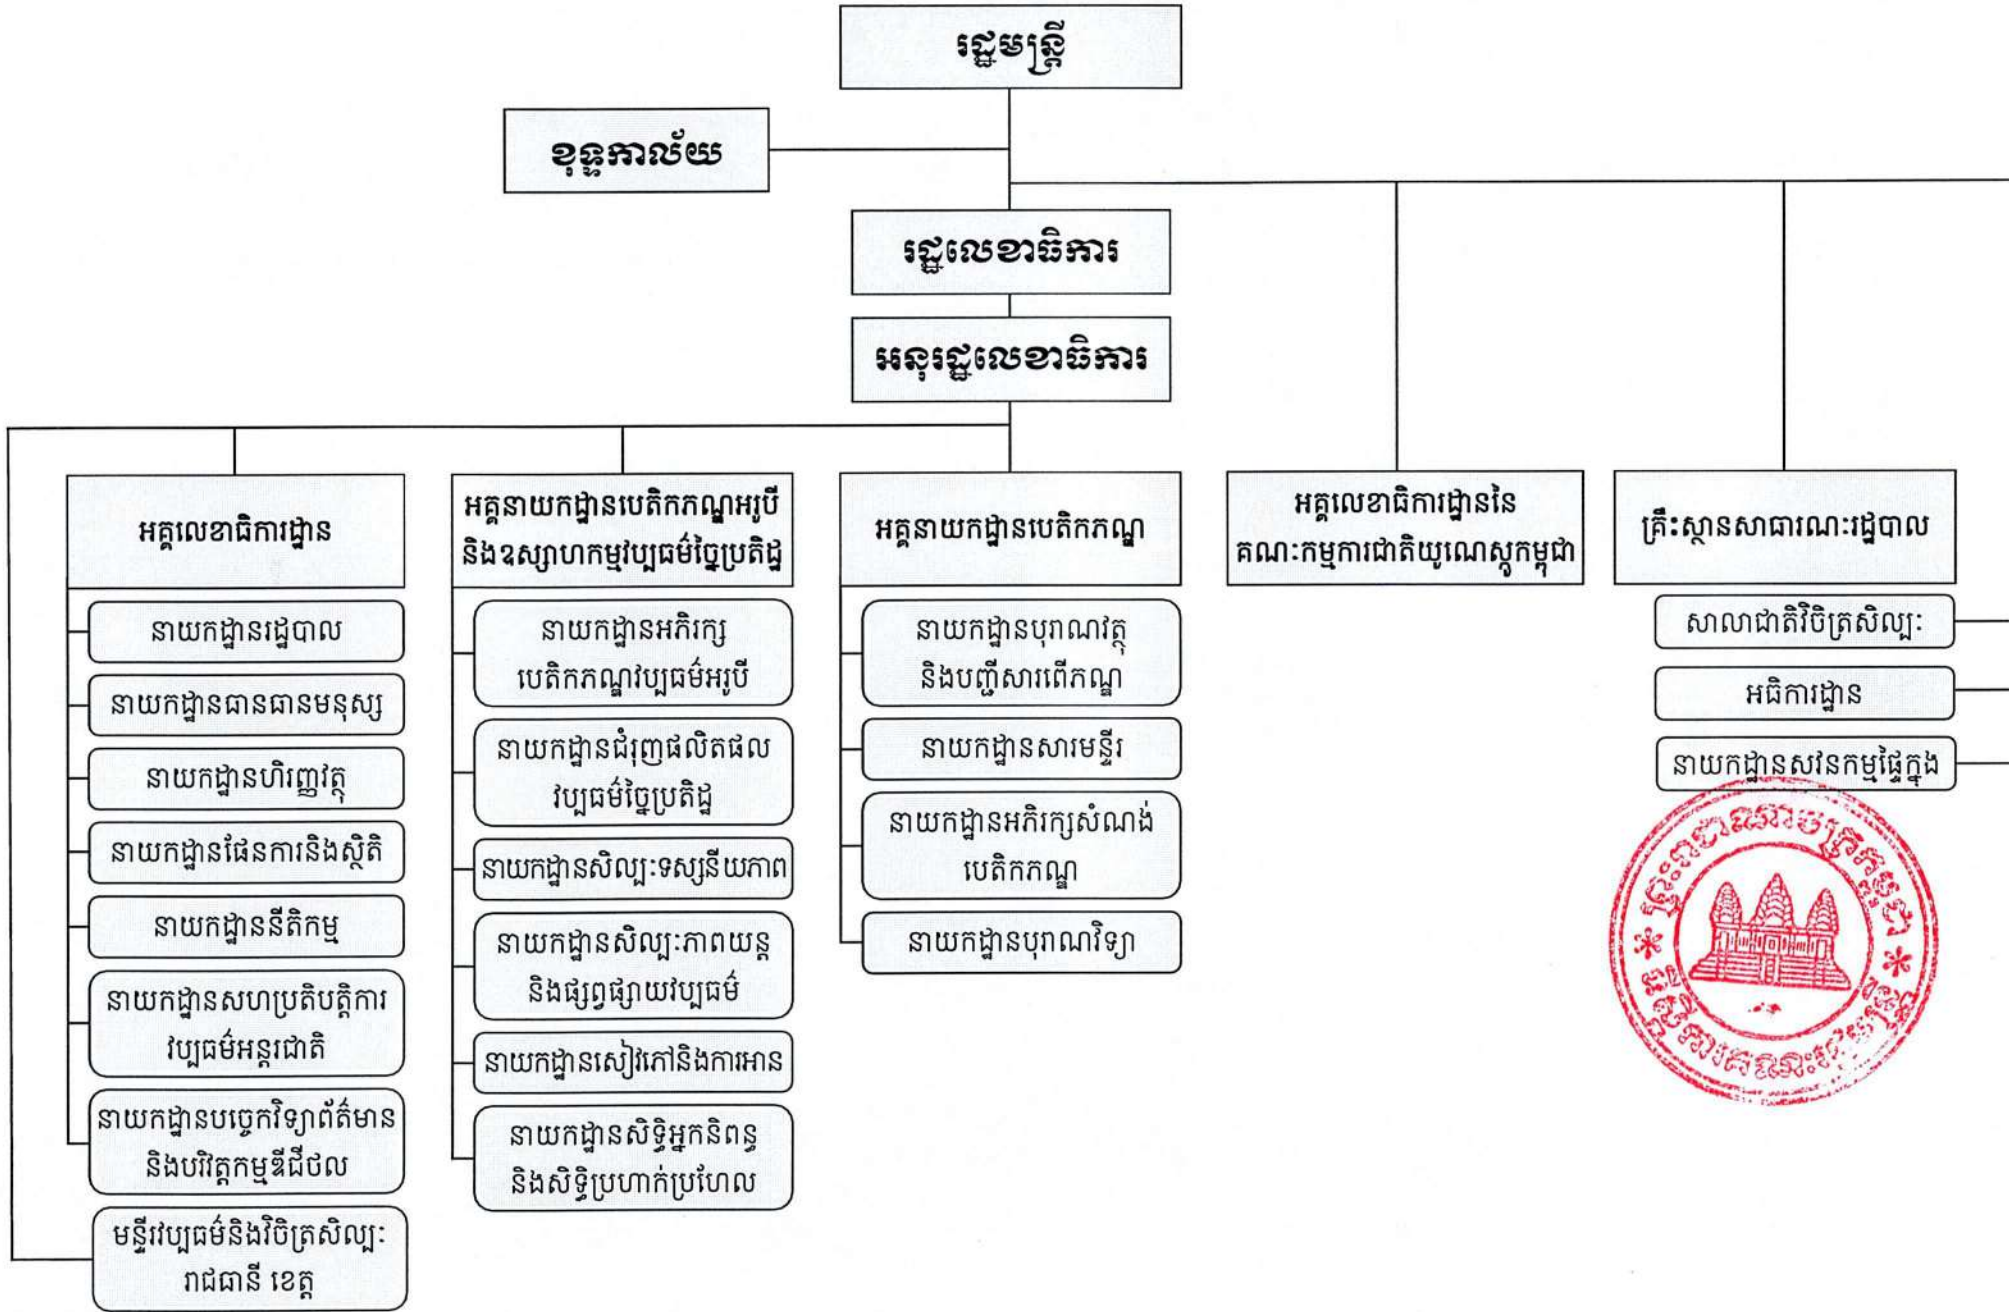 រដ្ឋមន្ត្រី
ខុទ្ទកាល័យ
រដ្ឋលេខាធិការ
អនុរដ្ឋលេខាធិការ
អគ្គលេខាធិការដ្ឋាន
នាយកដ្ឋានរដ្ឋបាល
នាយកដ្ឋានធានធានមនុស្ស
នាយកដ្ឋានហិរញ្ញវត្ថុ
នាយកដ្ឋានផែនការនិងស្ថិតិ
នាយកដ្ឋាននីតិកម្ម
នាយកដ្ឋានសហប្រតិបត្តិការ
វប្បធម៌អន្តរជាតិ
នាយកដ្ឋានបច្ចេកវិទ្យាព័ត៌មាន
និងបរិវត្តកម្មឌីជីថល
មន្ទីរវប្បធម៌និងវិចិត្រសិល្បៈ
រាជធានី ខេត្ត
អគ្គនាយកដ្ឋានបេតិកភណ្ឌអរូបី
និងឧស្សាហកម្មវប្បធម៌ច្នៃប្រតិដ្ឋ
នាយកដ្ឋានអភិរក្ស
បេតិកភណ្ឌវប្បធម៌អរូបី
នាយកដ្ឋានជំរុញផលិតផល
វប្បធម៌ច្នៃប្រតិដ្ឋ
នាយកដ្ឋានសិល្បៈទស្សនីយភាព
នាយកដ្ឋានសិល្បៈភាពយន្ត
និងផ្សព្វផ្សាយវប្បធម៌
នាយកដ្ឋានសៀវភៅនិងការអាន
នាយកដ្ឋានសិទ្ធិអ្នកនិពន្ធ
និងសិទ្ធិប្រហាក់ប្រហែល
អគ្គនាយកដ្ឋានបេតិកភណ្ឌ
នាយកដ្ឋានបុរាណវត្ថុ
និងបញ្ជីសារពើភណ្ឌ
នាយកដ្ឋានសារមន្ទីរ
នាយកដ្ឋានអភិរក្សសំណង់
បេតិកភណ្ឌ
នាយកដ្ឋានបុរាណវិទ្យា
អគ្គលេខាធិការដ្ឋាននៃ
គណៈកម្មការជាតិយូណេស្កូកម្ពុជា
គ្រឹះស្ថានសាធារណៈរដ្ឋបាល
សាលាជាតិវិចិត្រសិល្បៈ
អធិការដ្ឋាន
នាយកដ្ឋានសវនកម្មផ្ទៃក្នុង
ព្រះរាជាណាចក្រកម្ពុជា
ទីស្តីការគណៈរដ្ឋមន្ត្រី